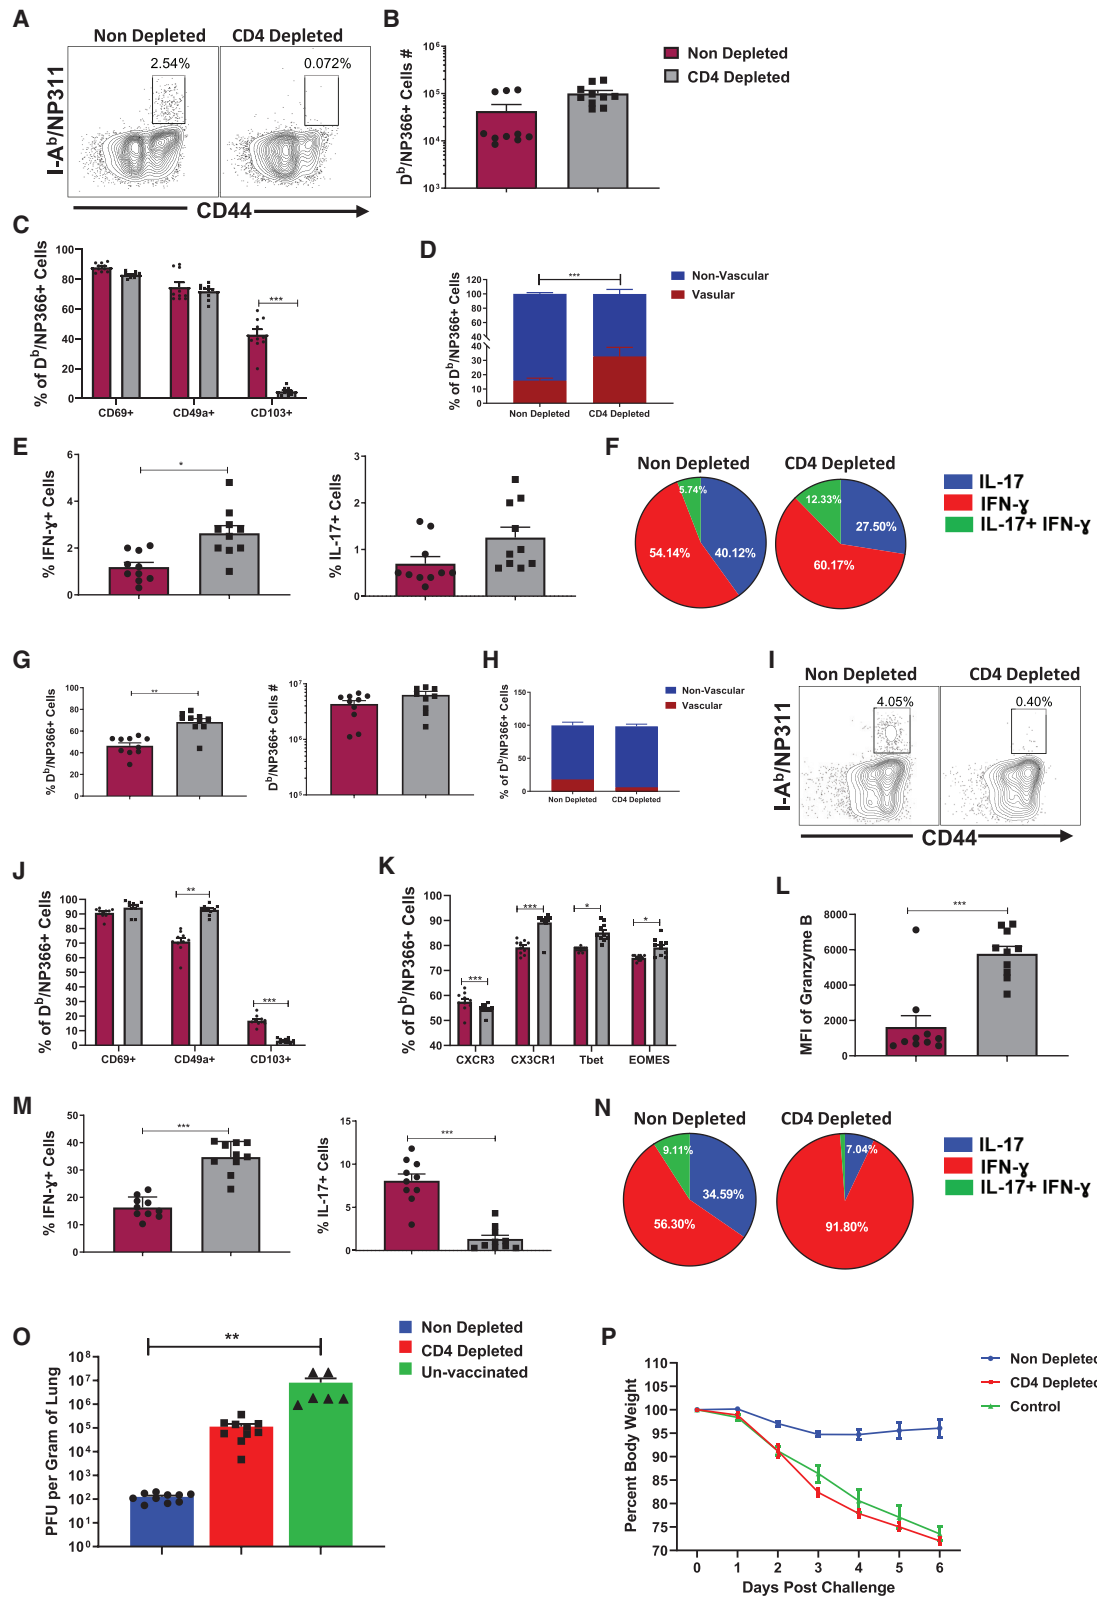 A
Non Depleted
CD4 Depleted
2.54%
0.072%
I-Aᵇ/NP311
CD44
B
10⁶
10⁵
10⁴
10³
Dᵇ/NP366+ Cells #
Non Depleted
CD4 Depleted
C
% of Dᵇ/NP366+ Cells
100
80
60
40
20
0
***
CD69+
CD49a+
CD103+
D
% of Dᵇ/NP366+ Cells
120
100
80
60
40
40
30
20
10
0
***
Non Depleted
CD4 Depleted
Non-Vascular
Vasular
E
% IFN-ɣ+ Cells
6
4
2
0
*
% IL-17+ Cells
3
2
1
0
F
Non Depleted
CD4 Depleted
5.74%
54.14%
40.12%
12.33%
27.50%
60.17%
IL-17
IFN-ɣ
IL-17+ IFN-ɣ
G
% Dᵇ/NP366+ Cells
100
80
60
40
20
0
**
Dᵇ/NP366+ Cells #
10⁷
10⁶
10⁵
H
% of Dᵇ/NP366+ Cells
150
100
50
0
Non Depleted
CD4 Depleted
Non-Vascular
Vascular
I
Non Depleted
CD4 Depleted
4.05%
0.40%
I-Aᵇ/NP311
CD44
J
% of Dᵇ/NP366+ Cells
100
90
80
70
60
50
40
30
20
10
0
**
***
CD69+
CD49a+
CD103+
K
% of Dᵇ/NP366+ Cells
100
90
80
70
60
50
40
***
***
*
*
CXCR3
CX3CR1
Tbet
EOMES
L
MFI of Granzyme B
8000
6000
4000
2000
0
***
M
% IFN-ɣ+ Cells
50
40
30
20
10
0
***
% IL-17+ Cells
15
10
5
0
***
N
Non Depleted
CD4 Depleted
9.11%
34.59%
56.30%
7.04%
91.80%
IL-17
IFN-ɣ
IL-17+ IFN-ɣ
O
PFU per Gram of Lung
10⁸
10⁷
10⁶
10⁵
10⁴
10³
10²
10¹
10⁰
**
Non Depleted
CD4 Depleted
Un-vaccinated
P
Percent Body Weight
110
105
100
95
90
85
80
75
70
0 1 2 3 4 5 6
Days Post Challenge
Non Depleted
CD4 Depleted
Control